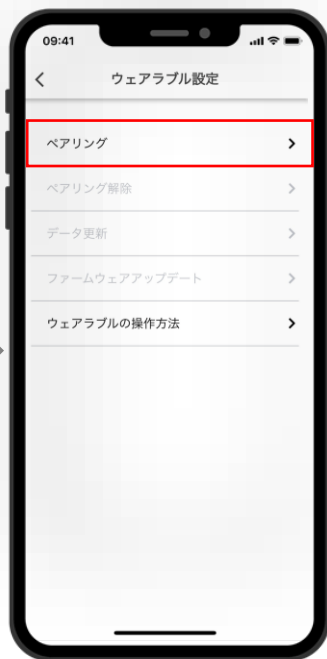 09:41
ウェアラブル設定
ペアリング
ペアリング解除
データ更新
ファームウェアアップデート
ウェアラブルの操作方法